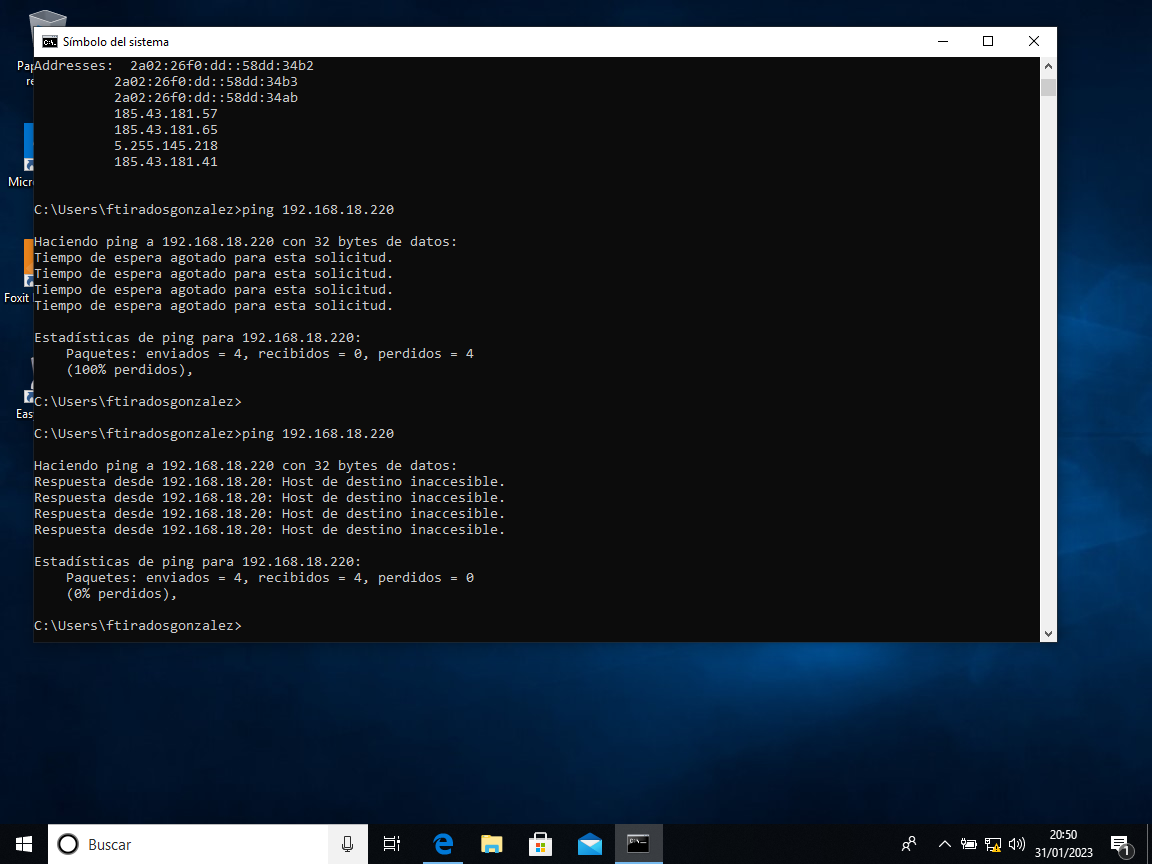 Símbolo del sistema
Addresses:  2a02:26f0:dd::58dd:34b2
2a02:26f0:dd::58dd:34b3
2a02:26f0:dd::58dd:34ab
185.43.181.57
185.43.181.65
5.255.145.218
185.43.181.41
C:\Users\ftiradosgonzalez>ping 192.168.18.220
Haciendo ping a 192.168.18.220 con 32 bytes de datos:
Tiempo de espera agotado para esta solicitud.
Tiempo de espera agotado para esta solicitud.
Tiempo de espera agotado para esta solicitud.
Tiempo de espera agotado para esta solicitud.
Estadísticas de ping para 192.168.18.220:
Paquetes: enviados = 4, recibidos = 0, perdidos = 4
(100% perdidos),
C:\Users\ftiradosgonzalez>
C:\Users\ftiradosgonzalez>ping 192.168.18.220
Haciendo ping a 192.168.18.220 con 32 bytes de datos:
Respuesta desde 192.168.18.20: Host de destino inaccesible.
Respuesta desde 192.168.18.20: Host de destino inaccesible.
Respuesta desde 192.168.18.20: Host de destino inaccesible.
Respuesta desde 192.168.18.20: Host de destino inaccesible.
Estadísticas de ping para 192.168.18.220:
Paquetes: enviados = 4, recibidos = 4, perdidos = 0
(0% perdidos),
C:\Users\ftiradosgonzalez>
Pap
re
Micr
Foxit
Eas
Buscar
20:50
31/01/2023
1